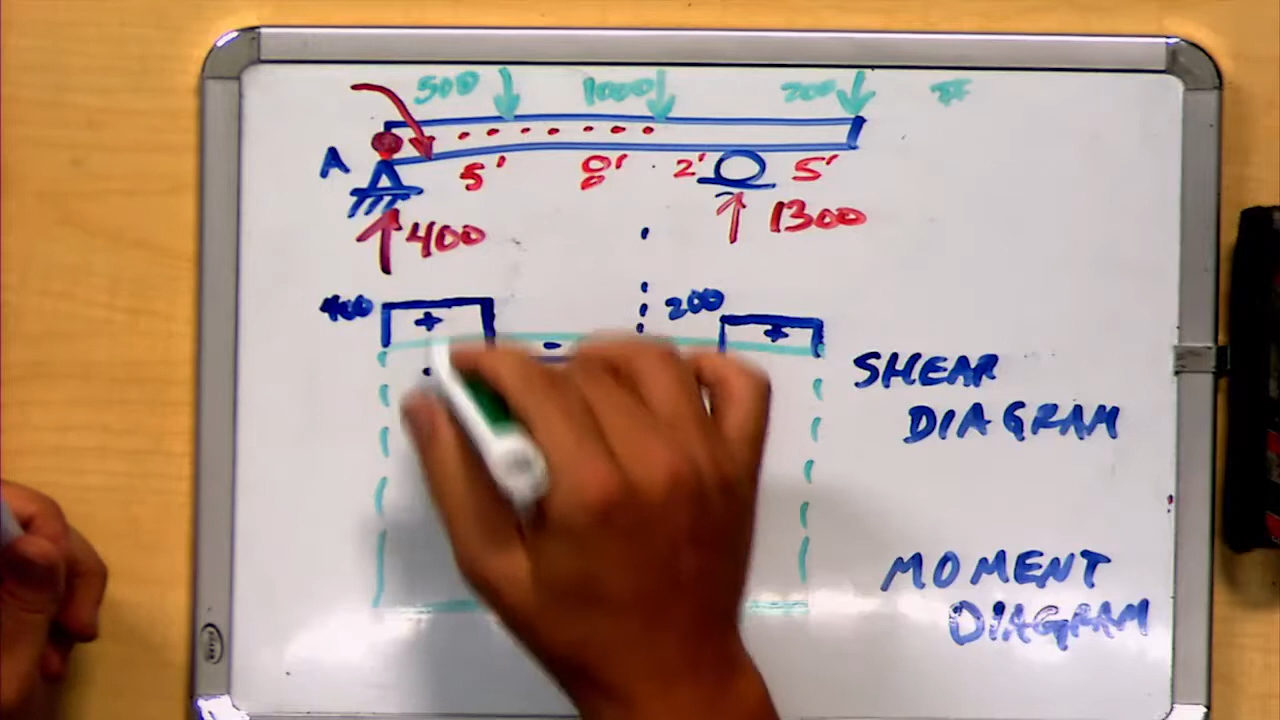 500 1000 200 #
A 5' 8' 2' 5'
400 1300
400 + 200 +
-
SHEAR
DIAGRAM
MOMENT
DIAGRAM